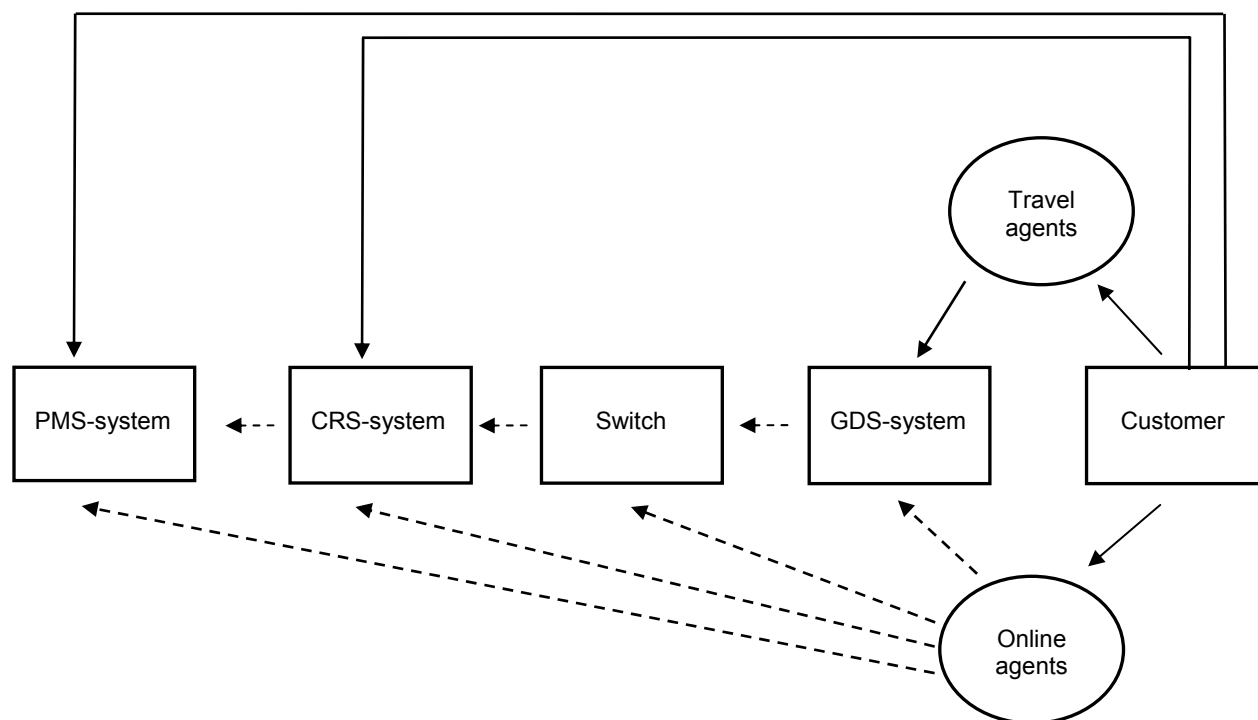 Travel
agents
PMS-system
CRS-system
Switch
GDS-system
Customer
Online
agents